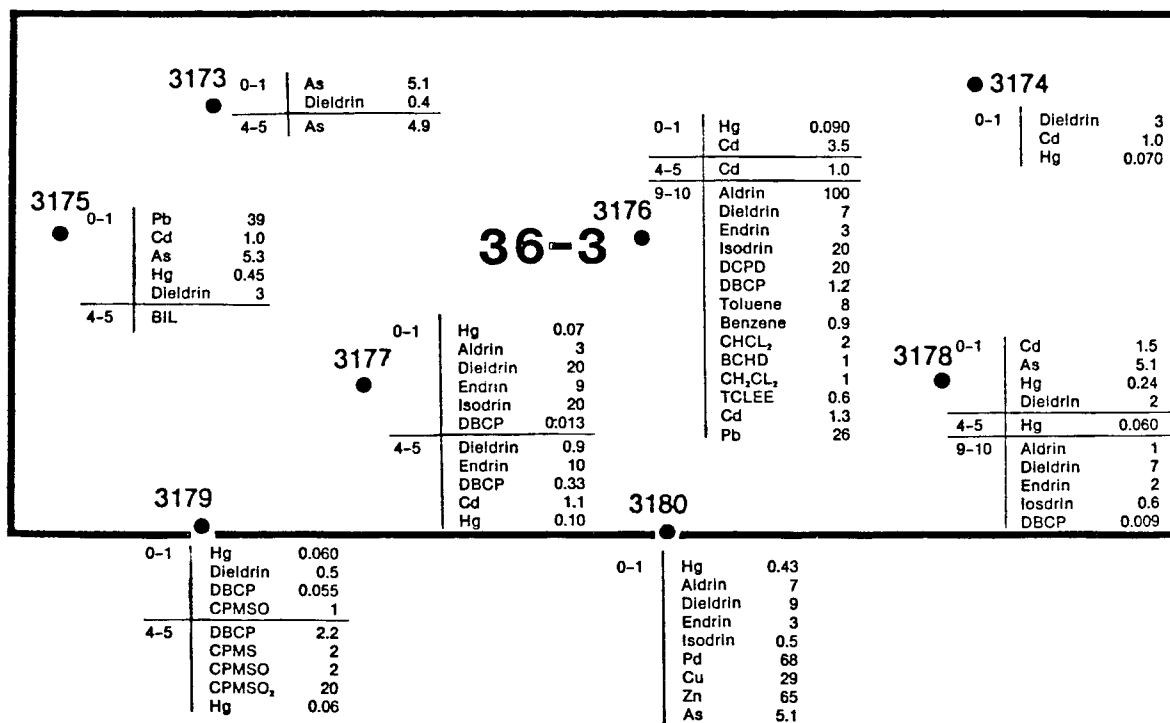 3173
0-1 As 5.1
Dieldrin 0.4
4-5 As 4.9
3174
0-1 Dieldrin 3
Cd 1.0
Hg 0.070
3175
0-1 Pb 39
Cd 1.0
As 5.3
Hg 0.45
Dieldrin 3
4-5 BIL
36-3
3176
0-1 Hg 0.090
Cd 3.5
4-5 Cd 1.0
9-10 Aldrin 100
Dieldrin 7
Endrin 3
Isodrin 20
DCPD 20
DBCP 1.2
Toluene 8
Benzene 0.9
CHCL₂ 2
BCHD 1
CH₂CL₂ 1
TCLEE 0.6
Cd 1.3
Pb 26
3177
0-1 Hg 0.07
Aldrin 3
Dieldrin 20
Endrin 9
Isodrin 20
DBCP 0:013
4-5 Dieldrin 0.9
Endrin 10
DBCP 0.33
Cd 1.1
Hg 0.10
3178
0-1 Cd 1.5
As 5.1
Hg 0.24
Dieldrin 2
4-5 Hg 0.060
9-10 Aldrin 1
Dieldrin 7
Endrin 2
Iosdrin 0.6
DBCP 0.009
3179
0-1 Hg 0.060
Dieldrin 0.5
DBCP 0.055
CPMSO 1
4-5 DBCP 2.2
CPMS 2
CPMSO 2
CPMSO₂ 20
Hg 0.06
3180
0-1 Hg 0.43
Aldrin 7
Dieldrin 9
Endrin 3
Isodrin 0.5
Pd 68
Cu 29
Zn 65
As 5.1